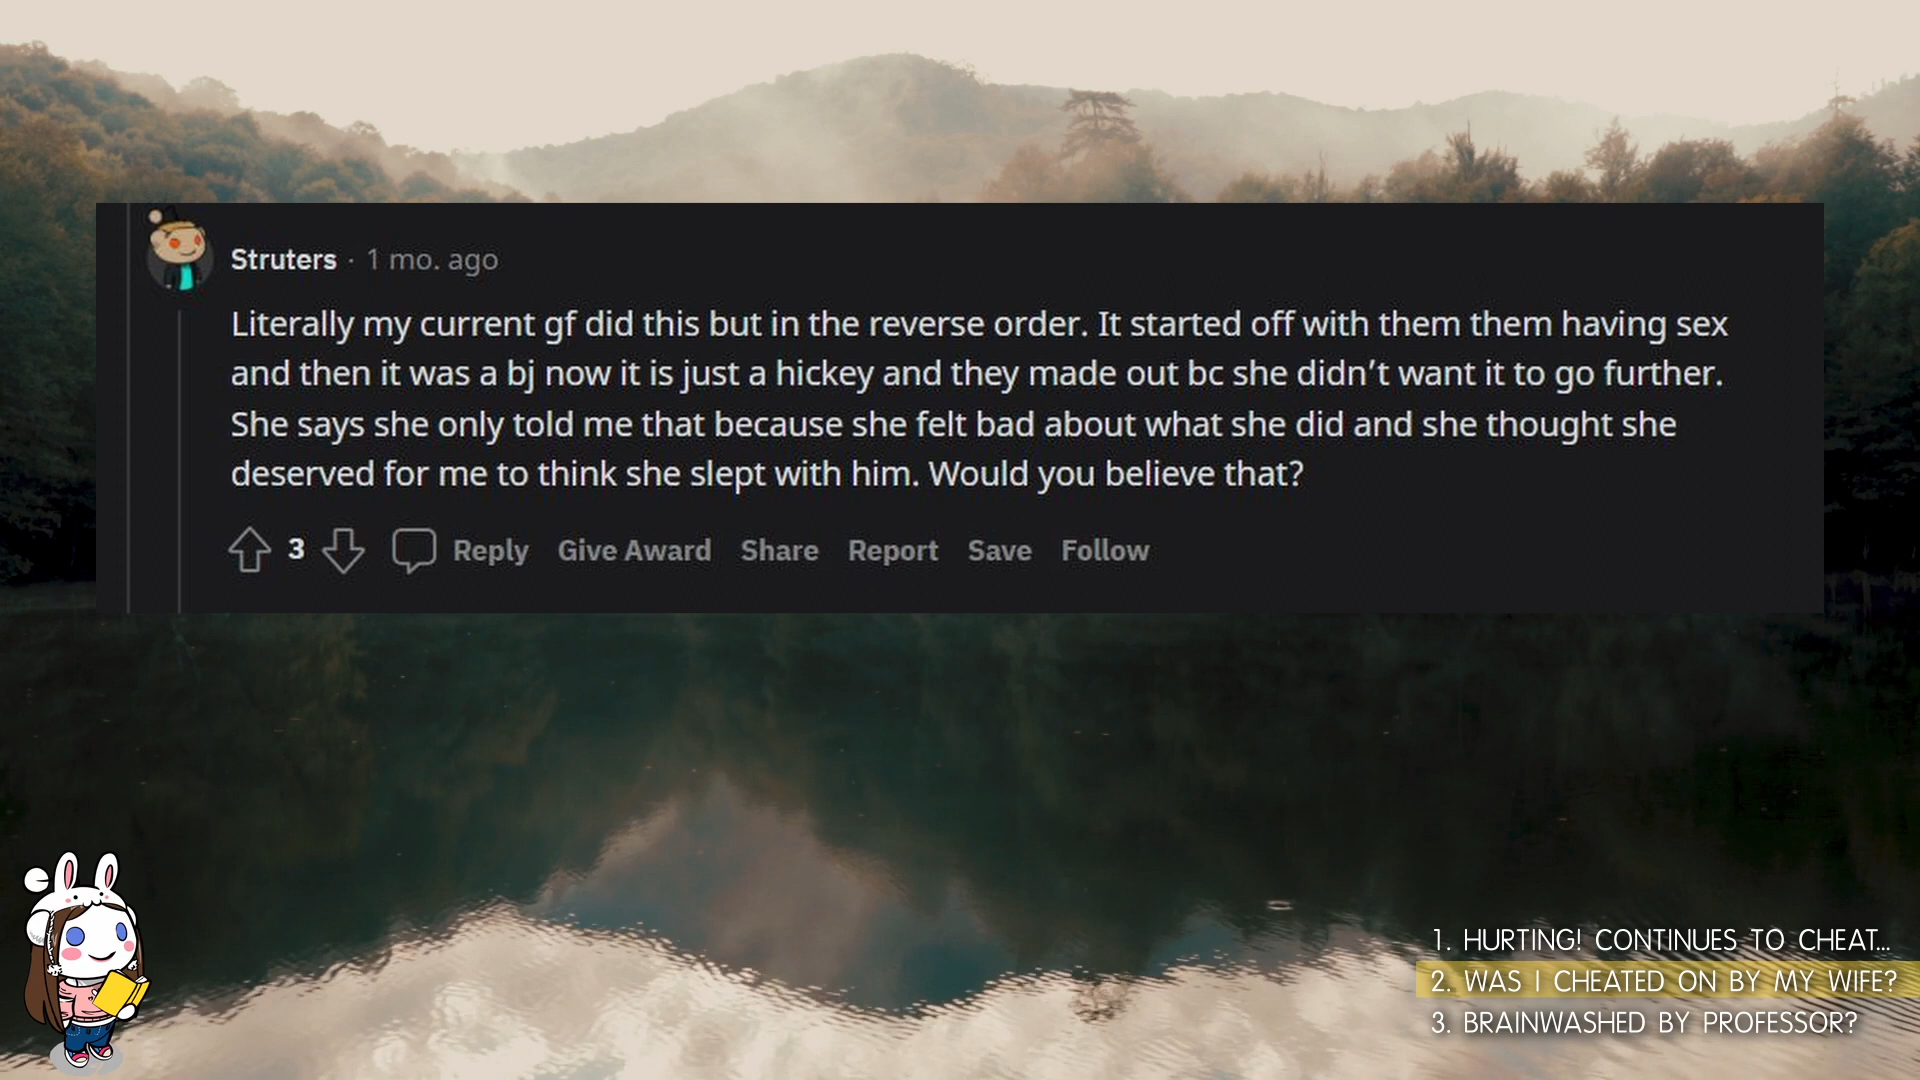 Struters · 1 mo. ago
Literally my current gf did this but in the reverse order. It started off with them them having sex
and then it was a bj now it is just a hickey and they made out bc she didn’t want it to go further.
She says she only told me that because she felt bad about what she did and she thought she
deserved for me to think she slept with him. Would you believe that?
3 Reply Give Award Share Report Save Follow
1. HURTING! CONTINUES TO CHEAT...
2. WAS I CHEATED ON BY MY WIFE?
3. BRAINWASHED BY PROFESSOR?